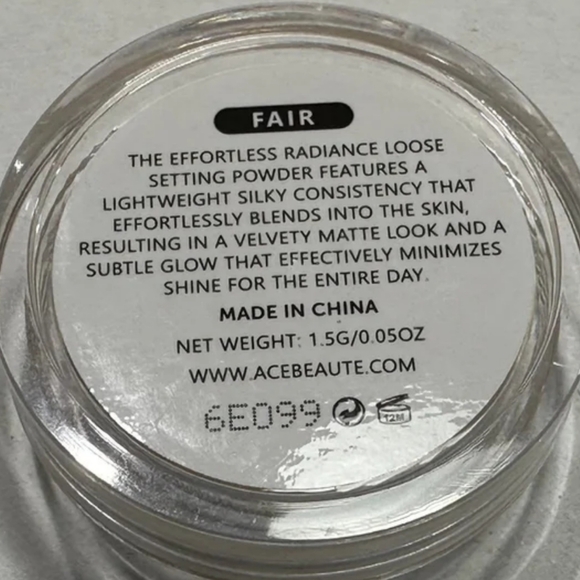 FAIR
THE EFFORTLESS RADIANCE LOOSE
SETTING POWDER FEATURES A
LIGHTWEIGHT SILKY CONSISTENCY THAT
EFFORTLESSLY BLENDS INTO THE SKIN,
RESULTING IN A VELVETY MATTE LOOK AND A
SUBTLE GLOW THAT EFFECTIVELY MINIMIZES
SHINE FOR THE ENTIRE DAY.
MADE IN CHINA
NET WEIGHT: 1.5G/0.05OZ
WWW.ACEBEAUTE.COM
6E099 12M